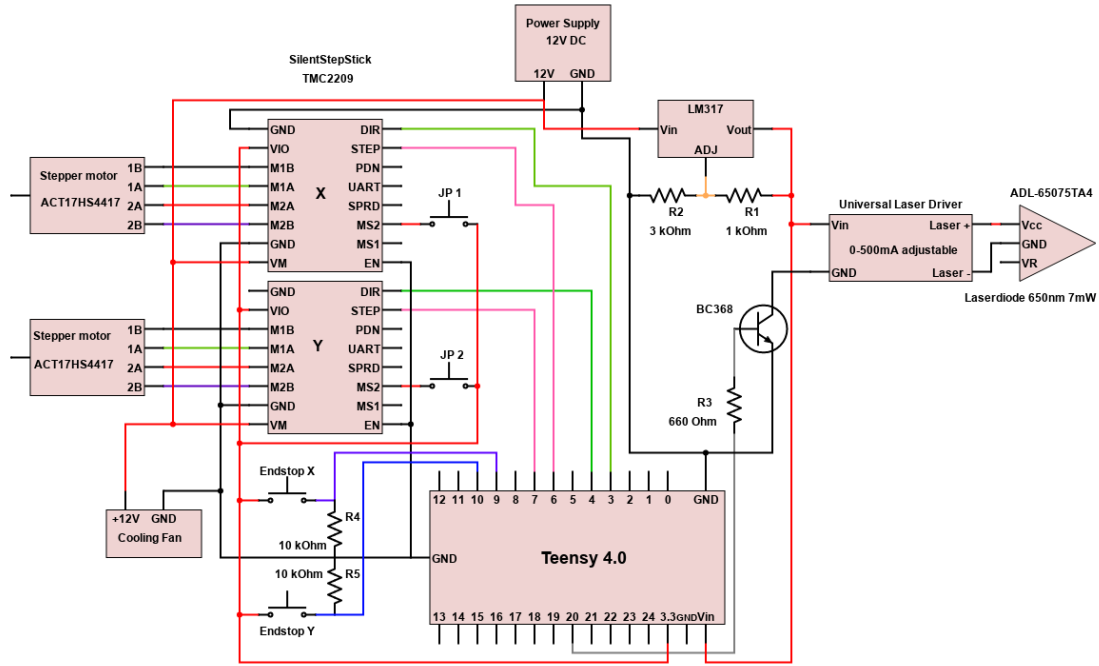 Power Supply
12V DC
12V GND
SilentStepStick
TMC2209
LM317
Vin Vout
ADJ
R2
3 kOhm
R1
1 kOhm
Stepper motor
ACT17HS4417
1B
1A
2A
2B
GND
VIO
M1B
M1A
M2A
M2B
GND
VM
X
DIR
STEP
PDN
UART
SPRD
MS2
MS1
EN
JP 1
Universal Laser Driver
Vin
GND
0-500mA adjustable
Laser +
Laser -
ADL-65075TA4
Vcc
GND
VR
Laserdiode 650nm 7mW
Stepper motor
ACT17HS4417
1B
1A
2A
2B
GND
VIO
M1B
M1A
M2A
M2B
GND
VM
Y
DIR
STEP
PDN
UART
SPRD
MS2
MS1
EN
JP 2
BC368
R3
660 Ohm
+12V GND
Cooling Fan
Endstop X
R4
10 kOhm
10 kOhm
R5
Endstop Y
12 11 10 9 8 7 6 5 4 3 2 1 0 GND
GND
Teensy 4.0
13 14 15 16 17 18 19 20 21 22 23 24 3.3 GND Vin